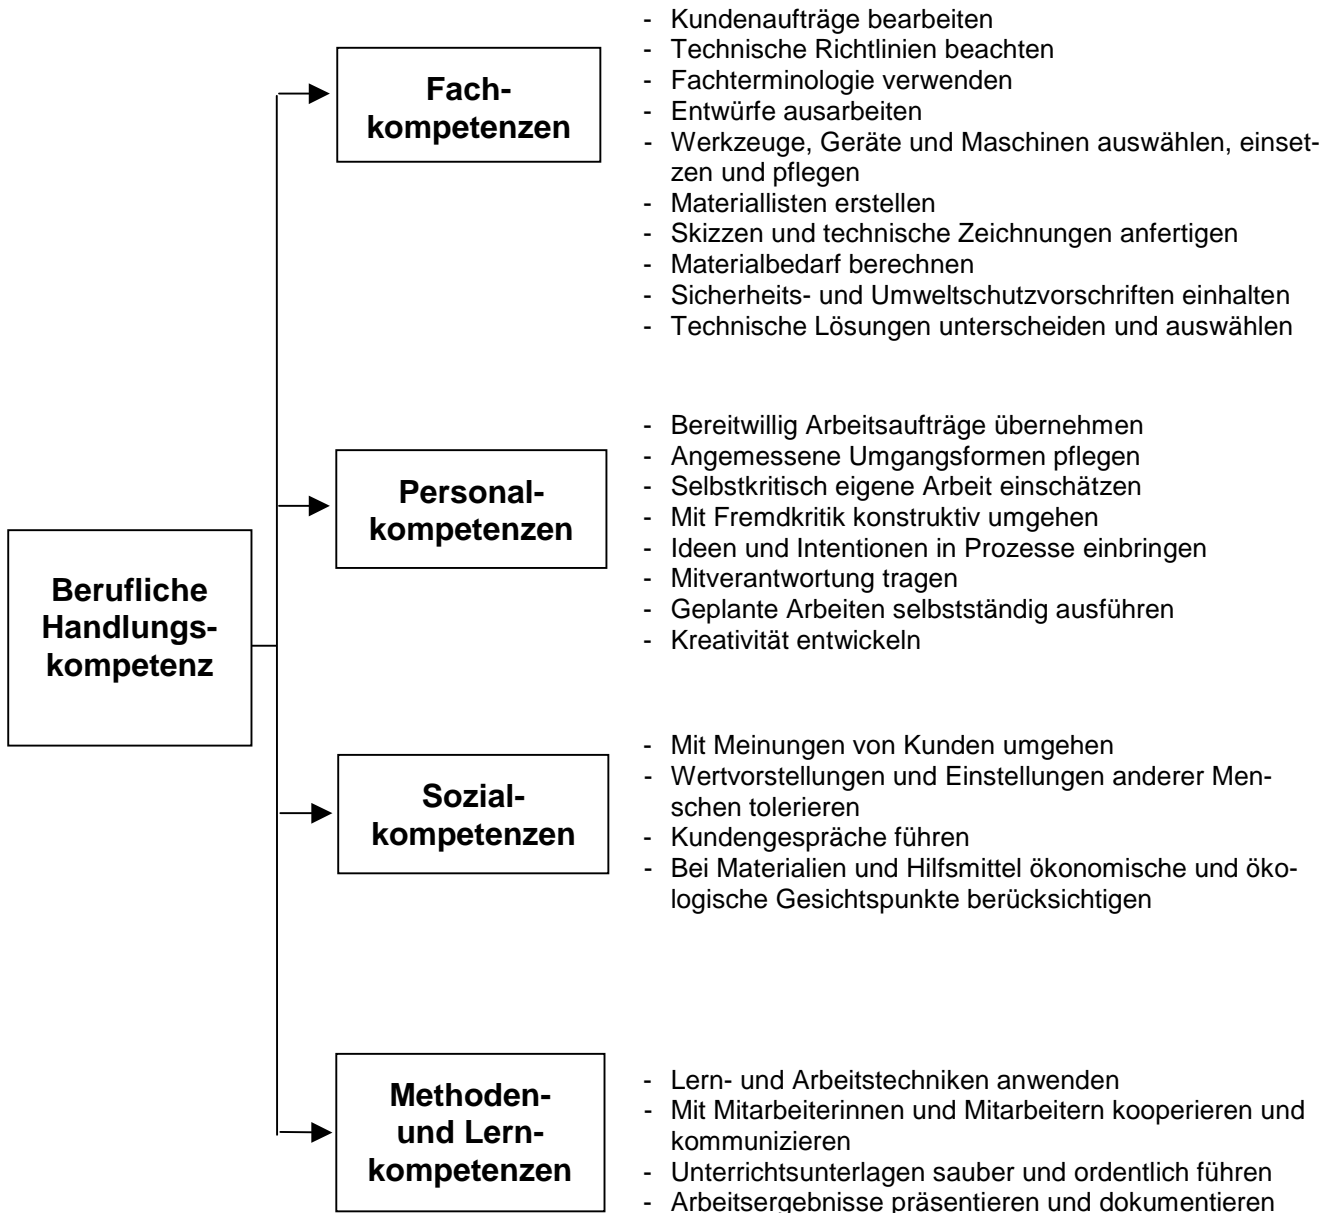 - Kundenaufträge bearbeiten
- Technische Richtlinien beachten
- Fachterminologie verwenden
- Entwürfe ausarbeiten
- Werkzeuge, Geräte und Maschinen auswählen, einset-
zen und pflegen
- Materiallisten erstellen
- Skizzen und technische Zeichnungen anfertigen
- Materialbedarf berechnen
- Sicherheits- und Umweltschutzvorschriften einhalten
- Technische Lösungen unterscheiden und auswählen
Fach-
kompetenzen
- Bereitwillig Arbeitsaufträge übernehmen
- Angemessene Umgangsformen pflegen
- Selbstkritisch eigene Arbeit einschätzen
- Mit Fremdkritik konstruktiv umgehen
- Ideen und Intentionen in Prozesse einbringen
- Mitverantwortung tragen
- Geplante Arbeiten selbstständig ausführen
- Kreativität entwickeln
Personal-
kompetenzen
Berufliche
Handlungs-
kompetenz
- Mit Meinungen von Kunden umgehen
- Wertvorstellungen und Einstellungen anderer Men-
schen tolerieren
- Kundengespräche führen
- Bei Materialien und Hilfsmittel ökonomische und öko-
logische Gesichtspunkte berücksichtigen
Sozial-
kompetenzen
Methoden-
und Lern-
kompetenzen
- Lern- und Arbeitstechniken anwenden
- Mit Mitarbeiterinnen und Mitarbeitern kooperieren und
kommunizieren
- Unterrichtsunterlagen sauber und ordentlich führen
- Arbeitsergebnisse präsentieren und dokumentieren